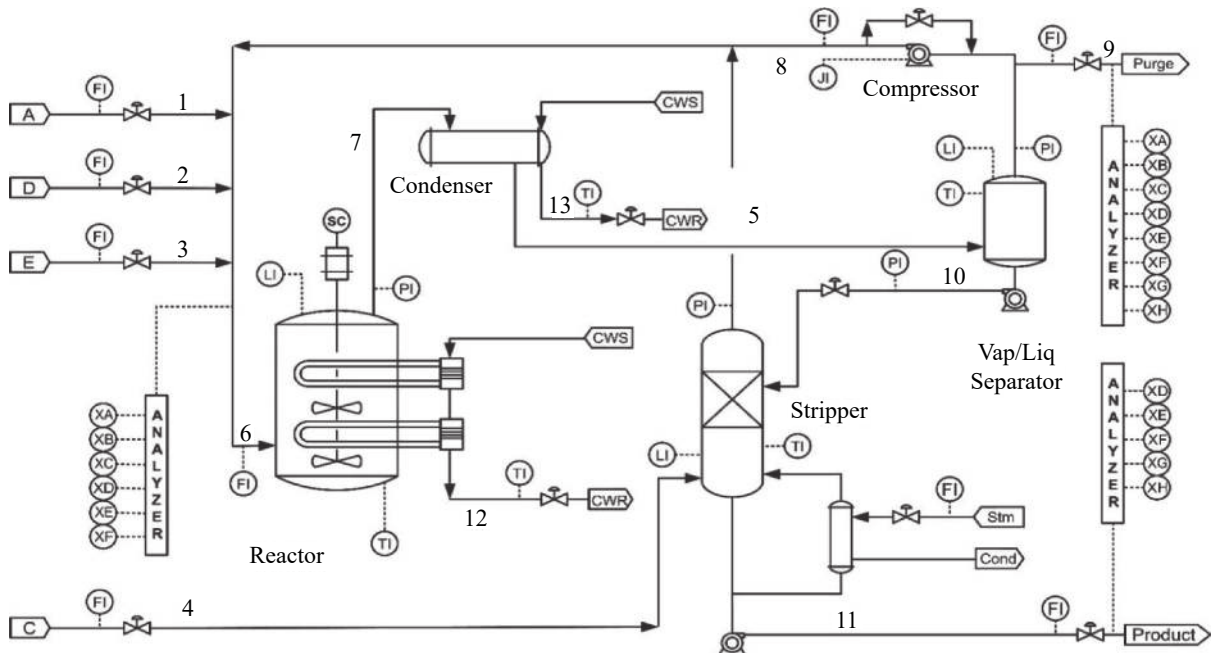 FI
FI
9
Purge
8
JI
Compressor
FI
1
A
CWS
7
XA
LI
PI
XB
FI
Condenser
XC
2
D
TI
TI
XD
13
5
CWR
XE
SC
FI
3
E
XF
LI
PI
PI
10
XG
XH
ANALYZER
PI
CWS
Vap/Liq
Separator
XD
Stripper
XE
XA
XF
XB
6
LI
TI
XG
XC
FI
TI
XH
XD
CWR
FI
ANALYZER
XE
12
Stm
XF
TI
ANALYZER
Reactor
Cond
FI
4
C
FI
11
Product